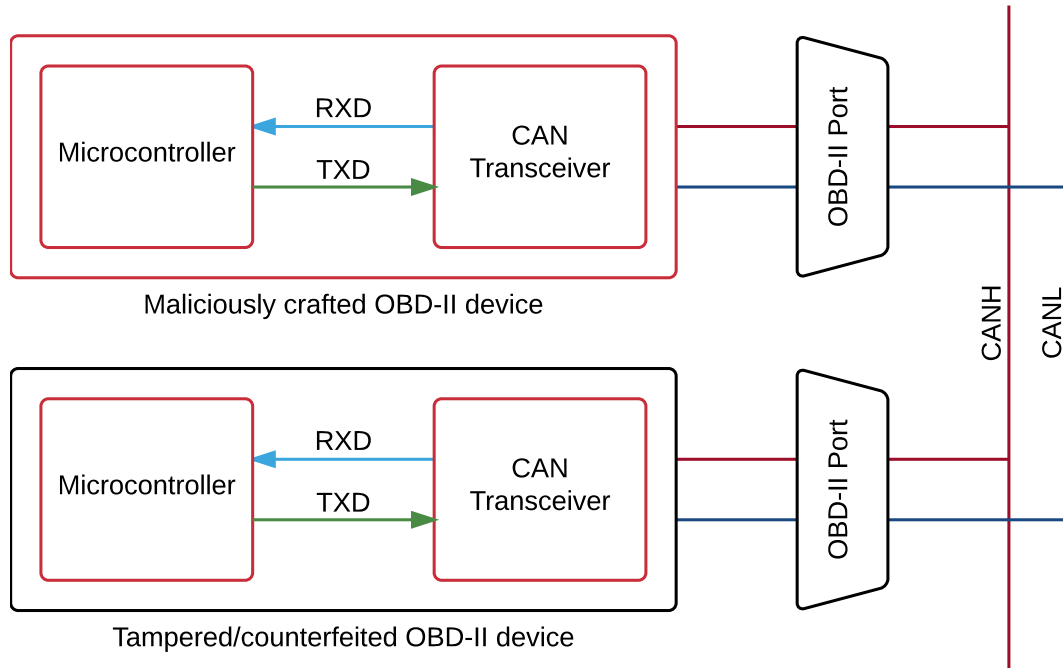 RXD
Microcontroller
CAN
Transceiver
TXD
OBD-II Port
Maliciously crafted OBD-II device
CANH
CANL
RXD
Microcontroller
CAN
Transceiver
TXD
OBD-II Port
Tampered/counterfeited OBD-II device